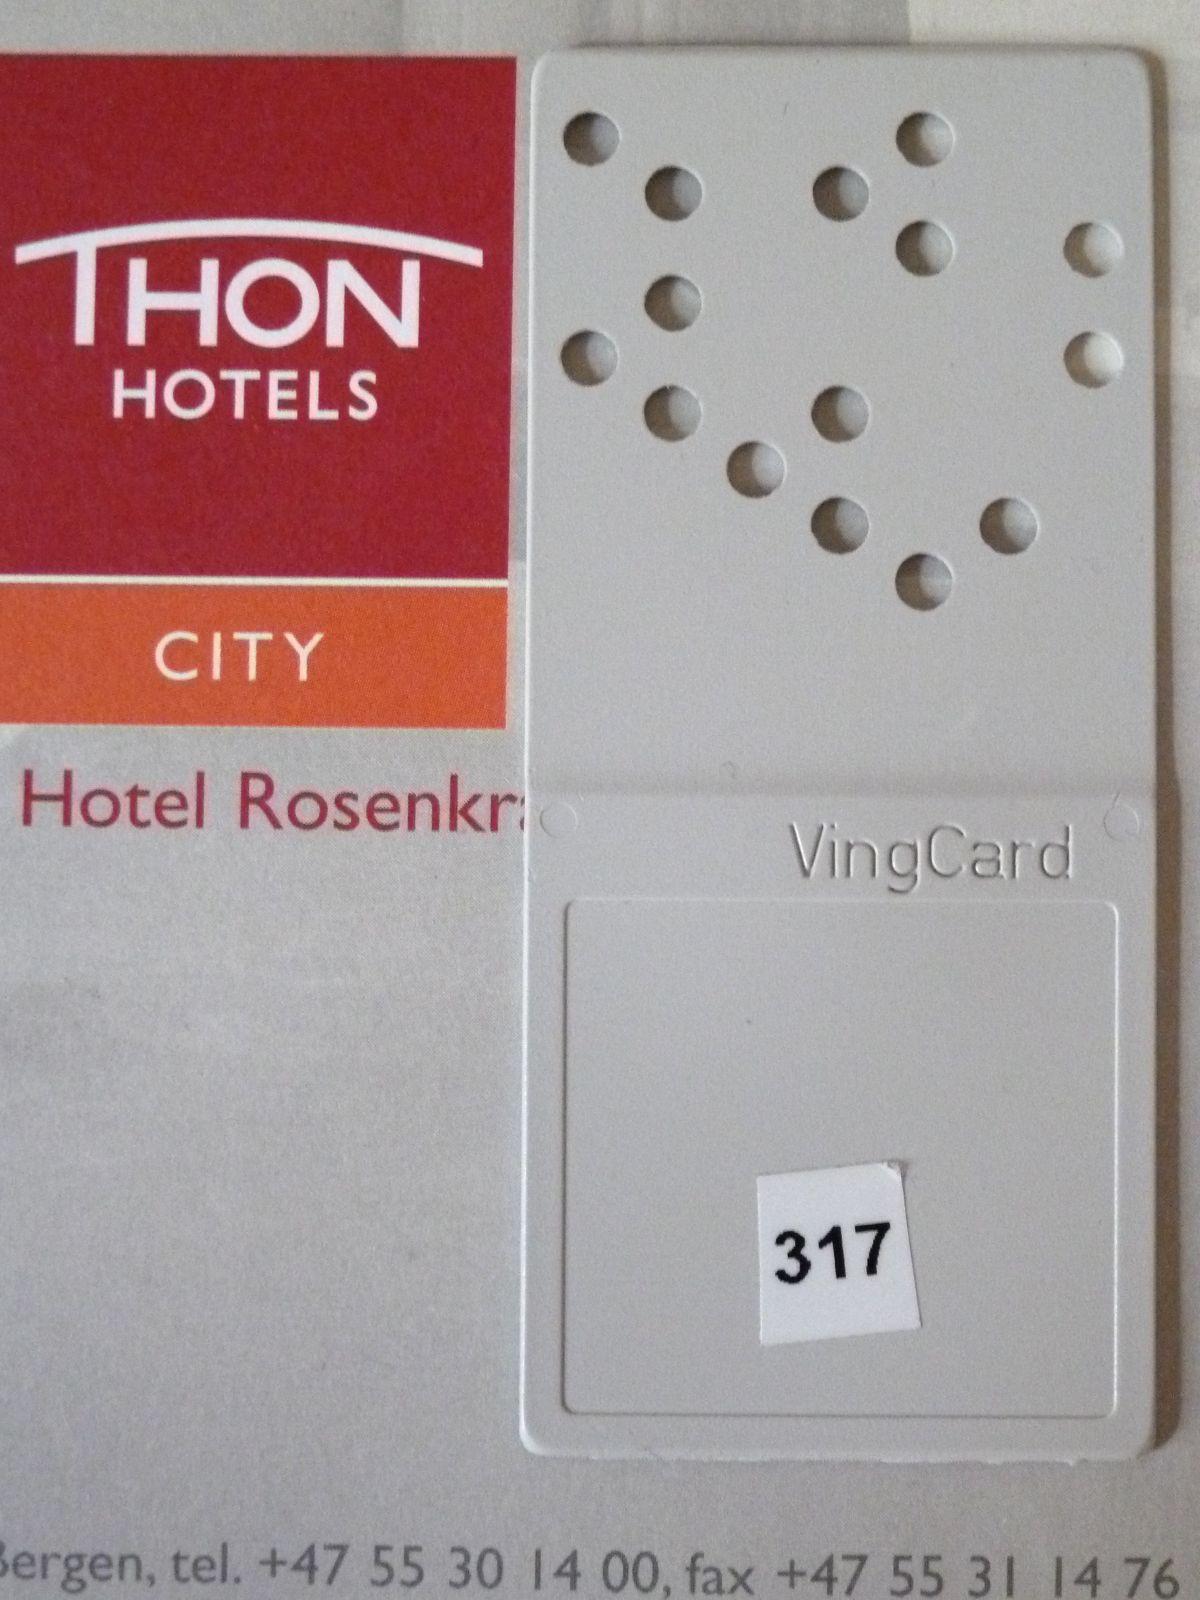 THON
HOTELS
CITY
Hotel
VingCard
317
Bergen, tel. +47 55 30 14 00, fax +47 55 31 14 76